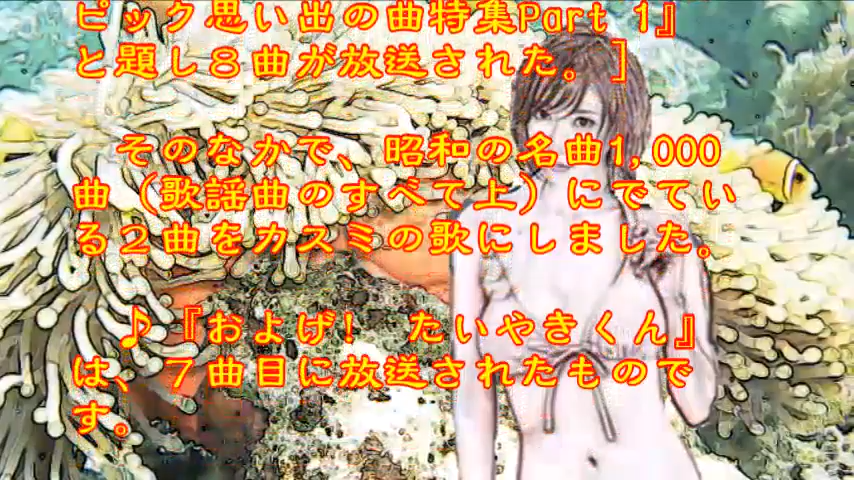 ピック思い出の曲特集Part 1』
と題し８曲が放送された。］
そのなかで、昭和の名曲1,000
曲（歌謡曲のすべて上）にでてい
る２曲をカスミの歌にしました。
♪『およげ!　たいやきくん』
は、７曲目に放送されたもので
す。